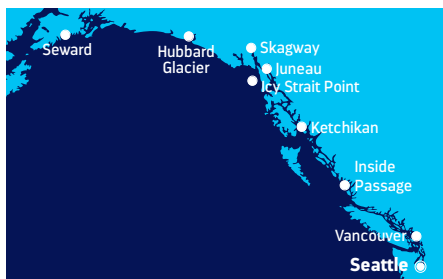 Seward
Hubbard
Glacier
Skagway
Juneau
Icy Strait Point
Ketchikan
Inside
Passage
Vancouver
Seattle